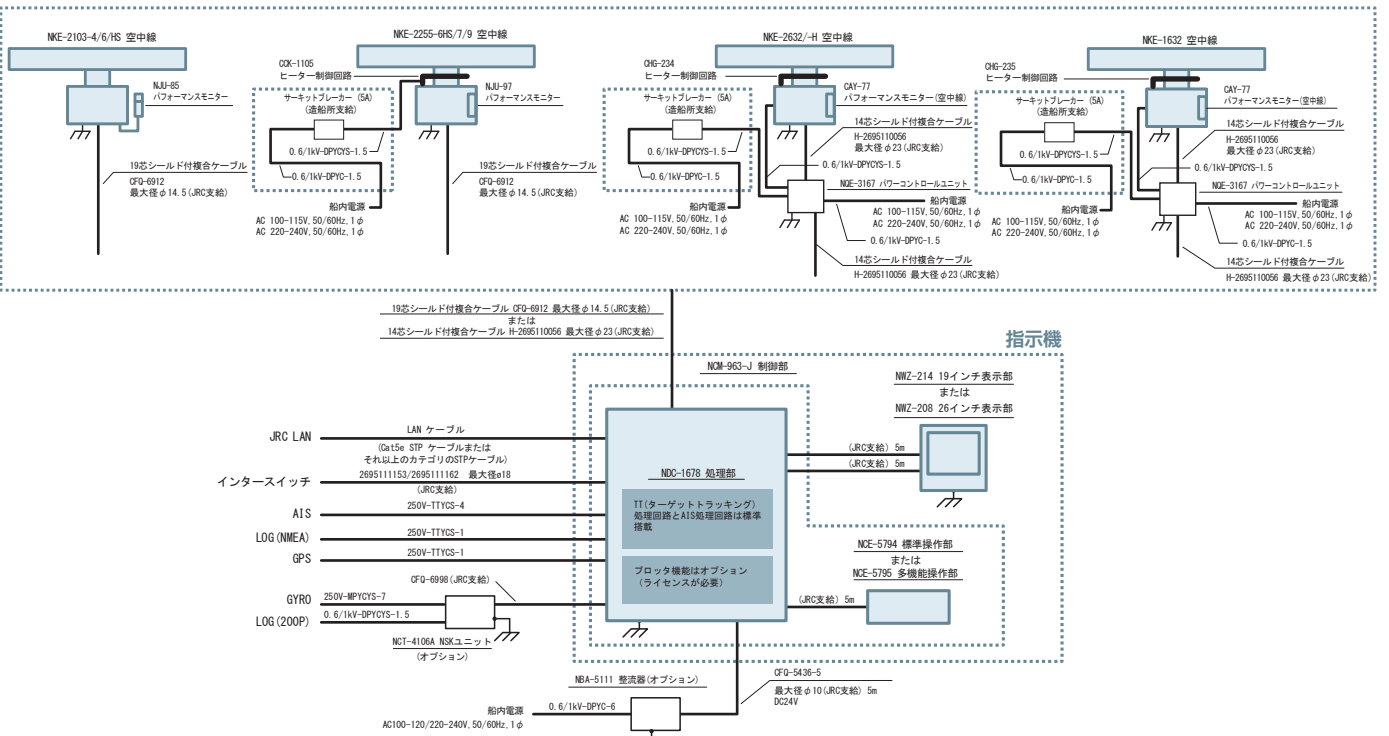 NKE-2103-4/6/HS 空中線
NJU-85
パフォーマンスモニター
19芯シールド付複合ケーブル
CFQ-6912
最大径φ14.5(JRC支給)
NKE-2255-6HS/7/9 空中線
CCK-1105
ヒーター制御回路
サーキットブレーカー (5A)
(造船所支給)
NJU-97
パフォーマンスモニター
0.6/1kV-DPYCYS-1.5
0.6/1kV-DPYC-1.5
船内電源
AC 100-115V,50/60Hz,1φ
AC 220-240V,50/60Hz,1φ
19芯シールド付複合ケーブル
CFQ-6912
最大径φ14.5(JRC支給)
NKE-2632/-H 空中線
CHG-234
ヒーター制御回路
サーキットブレーカー (5A)
(造船所支給)
CAY-77
パフォーマンスモニター(空中線)
14芯シールド付複合ケーブル
H-2695110056
最大径φ23(JRC支給)
0.6/1kV-DPYCYS-1.5
0.6/1kV-DPYCYS-1.5
0.6/1kV-DPYC-1.5
NQE-3167 パワーコントロールユニット
船内電源
AC 100-115V,50/60Hz,1φ
AC 220-240V,50/60Hz,1φ
船内電源
AC 100-115V,50/60Hz,1φ
AC 220-240V,50/60Hz,1φ
0.6/1kV-DPYC-1.5
14芯シールド付複合ケーブル
H-2695110056 最大径φ23(JRC支給)
NKE-1632 空中線
CHG-235
ヒーター制御回路
サーキットブレーカー (5A)
(造船所支給)
CAY-77
パフォーマンスモニター(空中線)
14芯シールド付複合ケーブル
H-2695110056
最大径φ23(JRC支給)
0.6/1kV-DPYCYS-1.5
0.6/1kV-DPYCYS-1.5
0.6/1kV-DPYC-1.5
NQE-3167 パワーコントロールユニット
船内電源
AC 100-115V,50/60Hz,1φ
AC 220-240V,50/60Hz,1φ
船内電源
AC 100-115V,50/60Hz,1φ
AC 220-240V,50/60Hz,1φ
0.6/1kV-DPYC-1.5
14芯シールド付複合ケーブル
H-2695110056 最大径φ23(JRC支給)
19芯シールド付複合ケーブル CFQ-6912 最大径φ14.5(JRC支給)
または
14芯シールド付複合ケーブル H-2695110056 最大径φ23(JRC支給)
指示機
NCM-963-J 制御部
NWZ-214 19インチ表示部
または
NWZ-208 26インチ表示部
JRC LAN
LAN ケーブル
(Cat5e STP ケーブルまたは
それ以上のカテゴリのSTPケーブル)
インタースイッチ
2695111153/2695111162 最大径ø18
(JRC支給)
AIS
250V-TTYCS-4
LOG(NMEA)
250V-TTYCS-1
GPS
250V-TTYCS-1
CFQ-6998(JRC支給)
GYRO
250V-MPYCYS-7
LOG(200P)
0.6/1kV-DPYCYS-1.5
NCT-4106A NSKユニット
(オプション)
NDC-1678 処理部
TT(ターゲットトラッキング)
処理回路とAIS処理回路は標準
搭載
プロッタ機能はオプション
(ライセンスが必要)
(JRC支給) 5m
(JRC支給) 5m
NCE-5794 標準操作部
または
NCE-5795 多機能操作部
(JRC支給) 5m
NBA-5111 整流器(オプション)
CFQ-5436-5
最大径φ10(JRC支給) 5m
DC24V
船内電源
0.6/1kV-DPYC-6
AC100-120/220-240V,50/60Hz,1φ